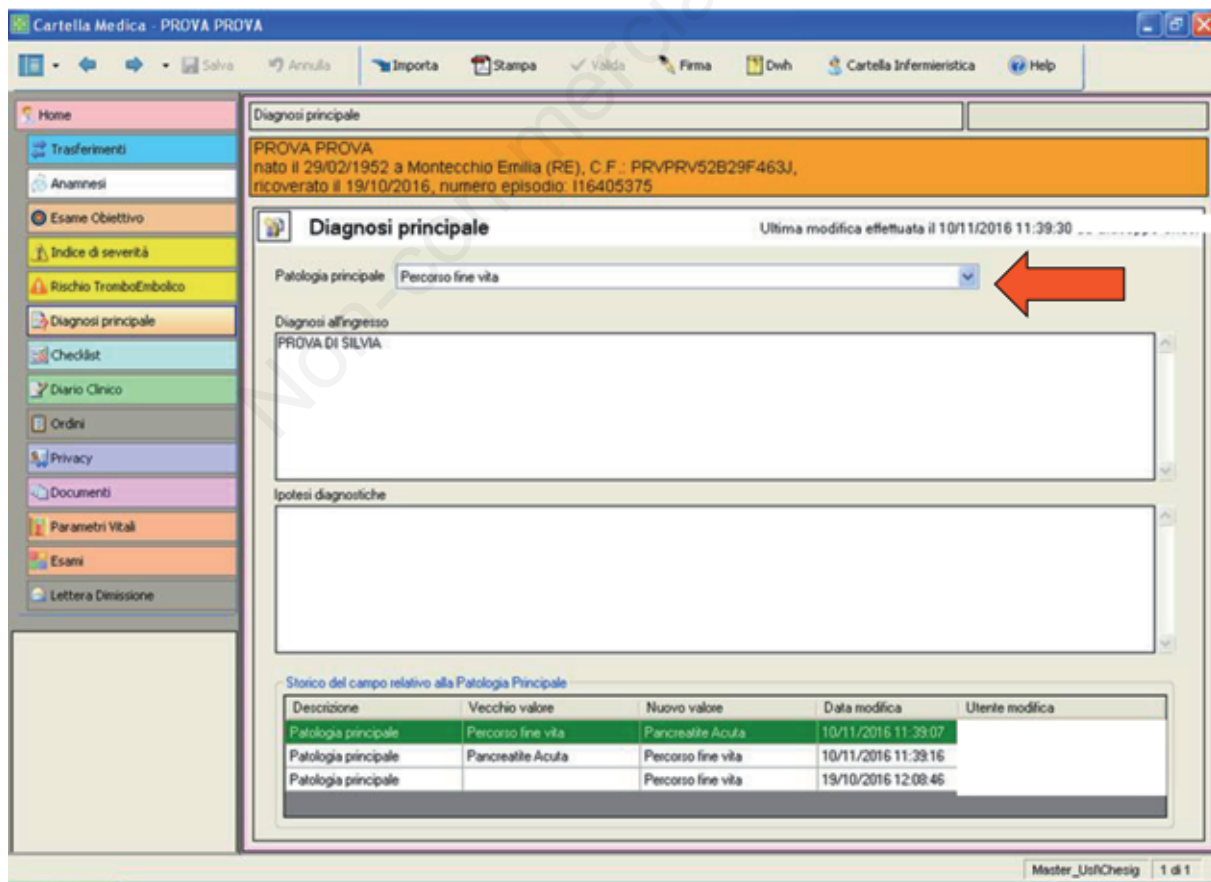 Cartella Medica - PROVA PROVA
Salva Annulla Importa Stampa Valida Firma Dwh Cartella Infermieristica Help
Home
Trasferimenti
Anamnesi
Esame Obiettivo
Indice di severità
Rischio TromboEmbolico
Diagnosi principale
Checklist
Diario Clinico
Ordini
Privacy
Documenti
Parametri Vitali
Esami
Lettera Dimissione
Diagnosi principale
PROVA PROVA
nato il 29/02/1952 a Montecchio Emilia (RE), C.F.: PRVPRV52B29F463J,
ricoverato il 19/10/2016, numero episodio: I16405375
Diagnosi principale Ultima modifica effettuata il 10/11/2016 11:39:30
Patologia principale Percorso fine vita
Diagnosi all'ingresso
PROVA DI SILVIA
Ipotesi diagnostiche
Storico del campo relativo alla Patologia Principale
Descrizione Vecchio valore Nuovo valore Data modifica Utente modifica
Patologia principale Percorso fine vita Pancreatite Acuta 10/11/2016 11:39:07
Patologia principale Pancreatite Acuta Percorso fine vita 10/11/2016 11:39:16
Patologia principale Percorso fine vita 19/10/2016 12:08:46
Master_Usl\Chesig 1 di 1
Non-commercia